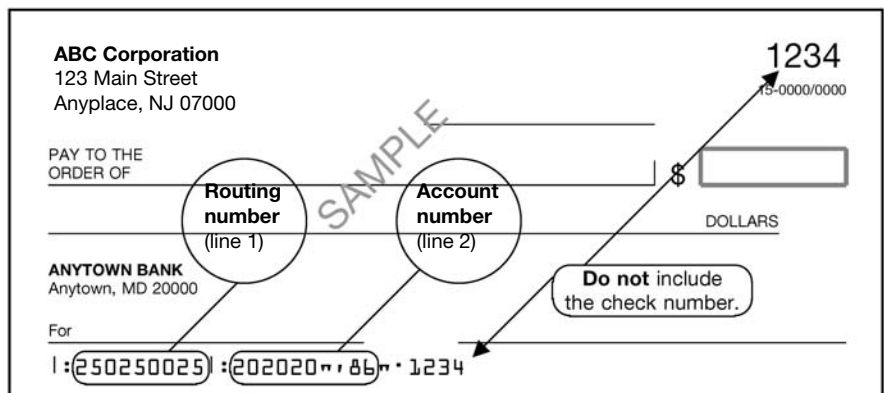 ABC Corporation
123 Main Street
Anyplace, NJ 07000
1234
15-0000/0000
SAMPLE
PAY TO THE
ORDER OF
$
Routing
number
(line 1)
Account
number
(line 2)
DOLLARS
ANYTOWN BANK
Anytown, MD 20000
Do not include
the check number.
For
|:250250025|:202020"'86"·1234